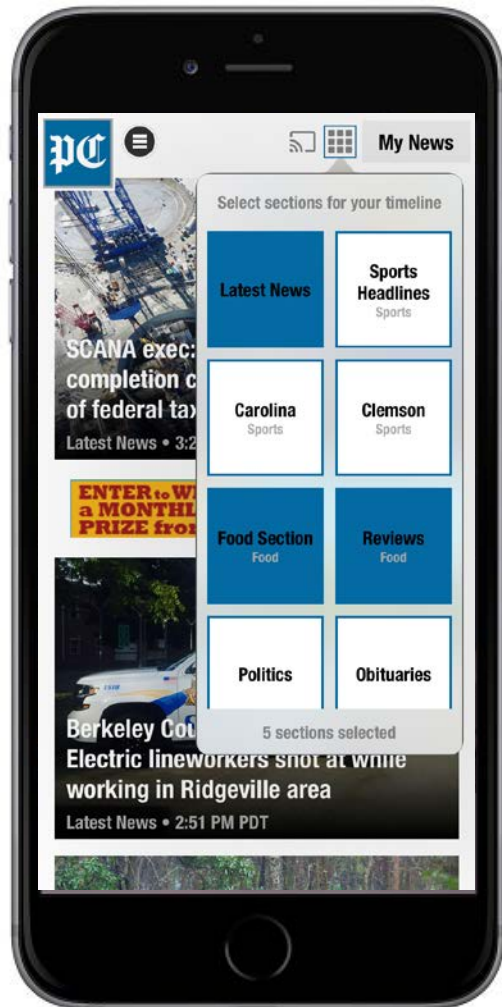 PC
My News
Select sections for your timeline
Latest News
Sports
Headlines
Sports
Carolina
Sports
Clemson
Sports
Food Section
Food
Reviews
Food
Politics
Obituaries
5 sections selected
SCANA exec:
completion c
of federal tax
Latest News • 3:2
ENTER to WI
a MONTHL
PRIZE from
Berkeley Cou
Electric lineworkers shot at while
working in Ridgeville area
Latest News • 2:51 PM PDT